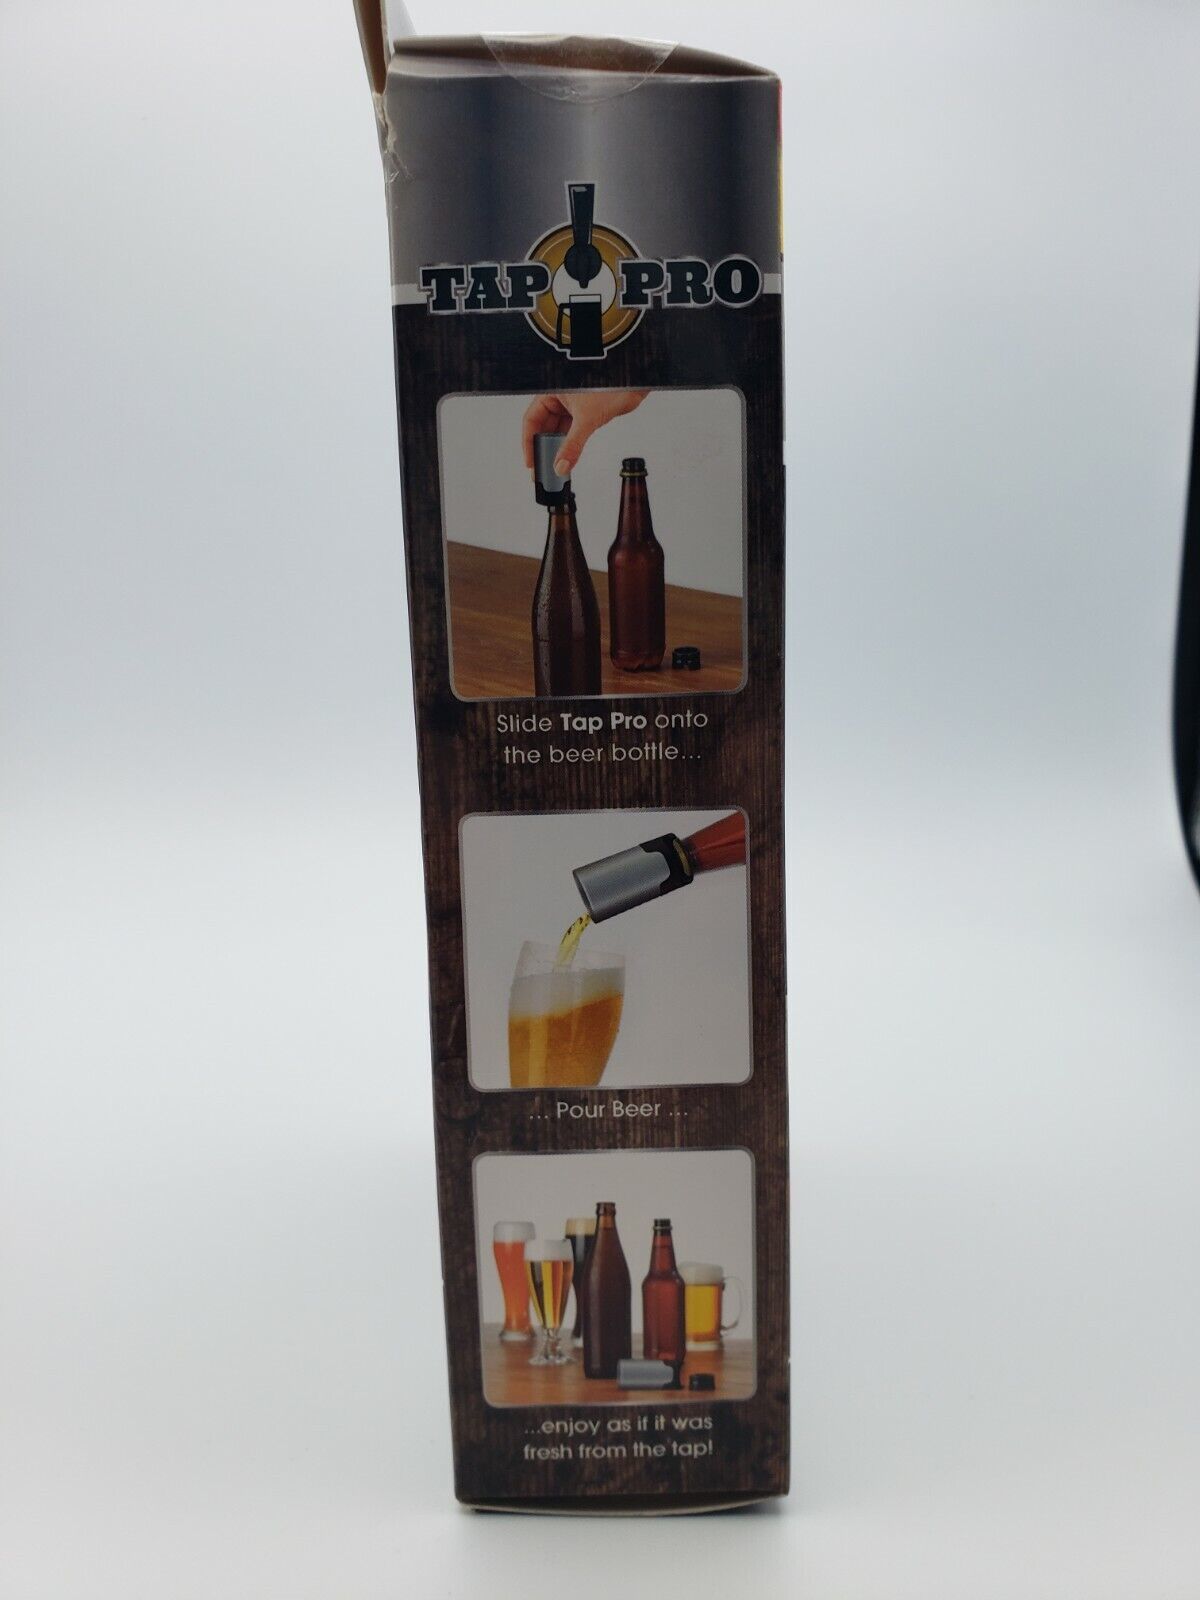 TAP PRO
Slide Tap Pro onto
the beer bottle...
... Pour Beer ...
...enjoy as if it was
fresh from the tap!